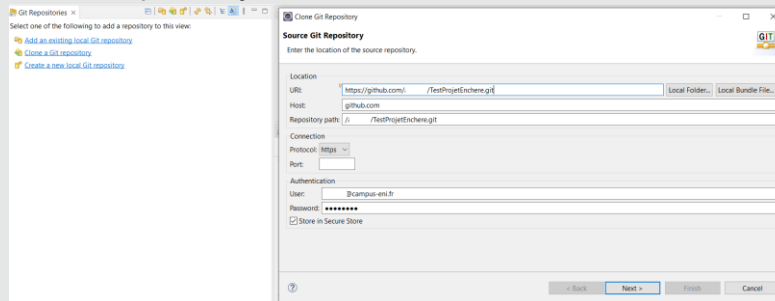 Git Repositories
Select one of the following to add a repository to this view:
Add an existing local Git repository
Clone a Git repository
Create a new local Git repository
Clone Git Repository
Source Git Repository
Enter the location of the source repository.
GIT
Location
URI: https://github.com/ /TestProjetEnchere.git Local Folder... Local Bundle File...
Host: github.com
Repository path: / /TestProjetEnchere.git
Connection
Protocol: https
Port:
Authentication
User: @campus-eni.fr
Password: ●●●●●●●●
Store in Secure Store
< Back Next > Finish Cancel